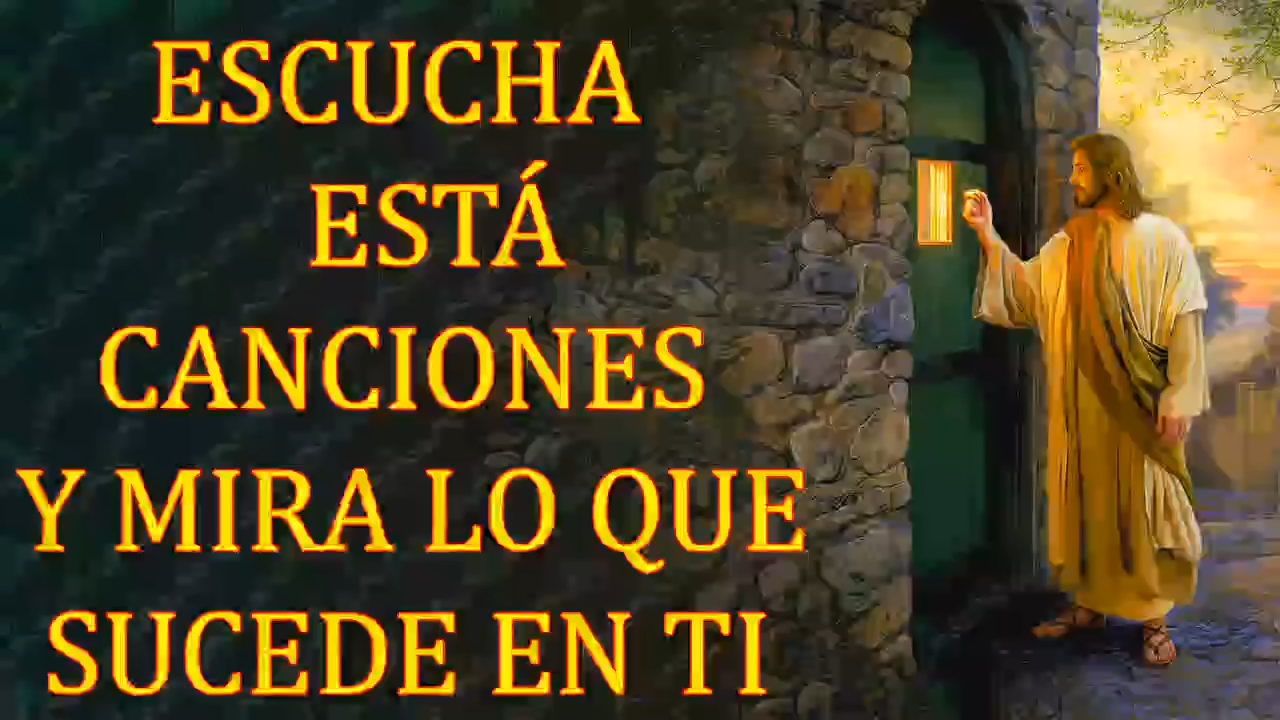 ESCUCHA
ESTÁ
CANCIONES
Y MIRA LO QUE
SUCEDE EN TI